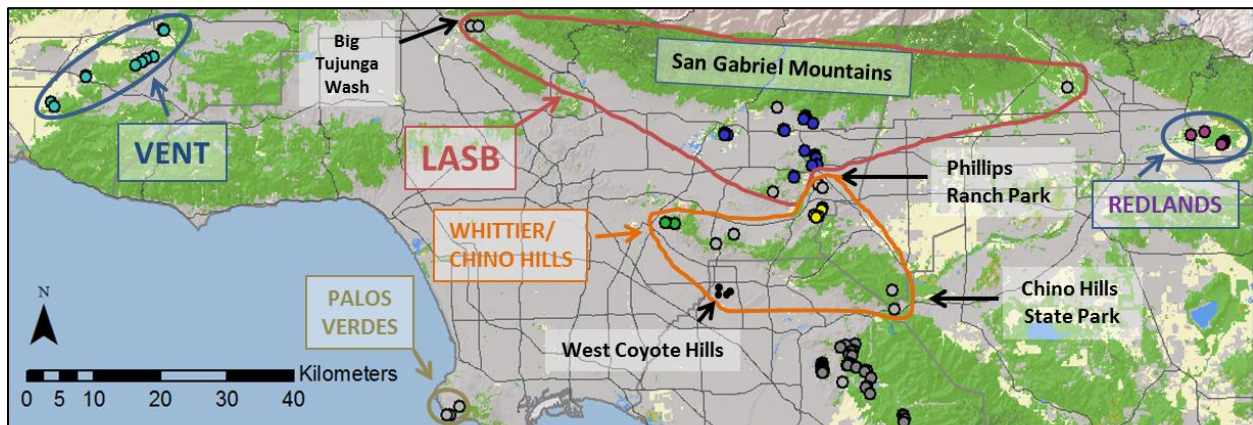 Big
Tujunga
Wash
San Gabriel Mountains
VENT
LASB
Phillips
Ranch Park
REDLANDS
WHITTIER/
CHINO HILLS
PALOS
VERDES
Chino Hills
State Park
West Coyote Hills
N
Kilometers
0 5 10 20 30 40